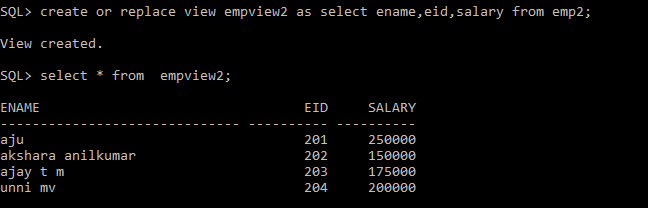 SQL> create or replace view empview2 as select ename,eid,salary from emp2;
View created.
SQL> select * from  empview2;
ENAME                                 EID     SALARY
------------------------------ ---------- ----------
aju                                   201     250000
akshara anilkumar                     202     150000
ajay t m                              203     175000
unni mv                               204     200000